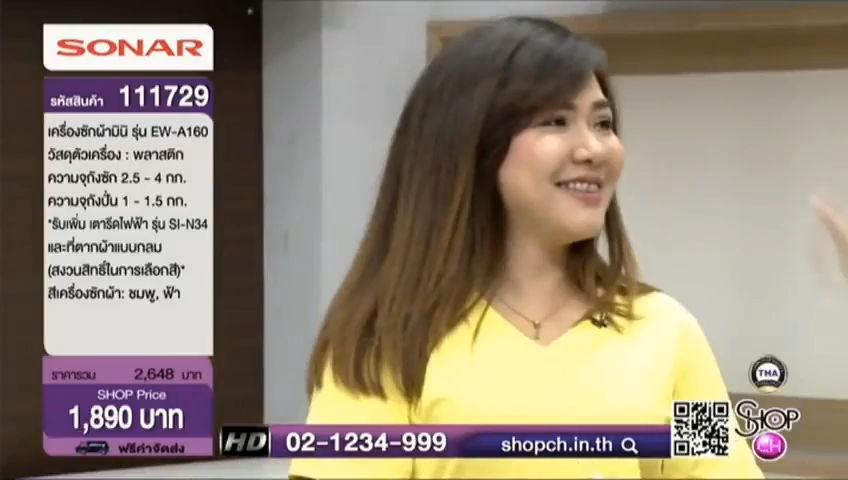 SONAR
รหัสสินค้า 111729
เครื่องซักผ้ามินิ รุ่น EW-A160
วัสดุตัวเครื่อง : พลาสติก
ความจุถังซัก 2.5 - 4 กก.
ความจุถังปั่น 1 - 1.5 กก.
*รับเพิ่ม เตารีดไฟฟ้า รุ่น SI-N34
และที่ตากผ้าแบบกลม
(สงวนสิทธิ์ในการเลือกสี)*
สีเครื่องซักผ้า: ชมพู, ฟ้า
ราคารวม 2,648 บาท
SHOP Price
1,890 บาท
ฟรีค่าจัดส่ง
HD 02-1234-999 shopch.in.th
THA
SHOP
CH